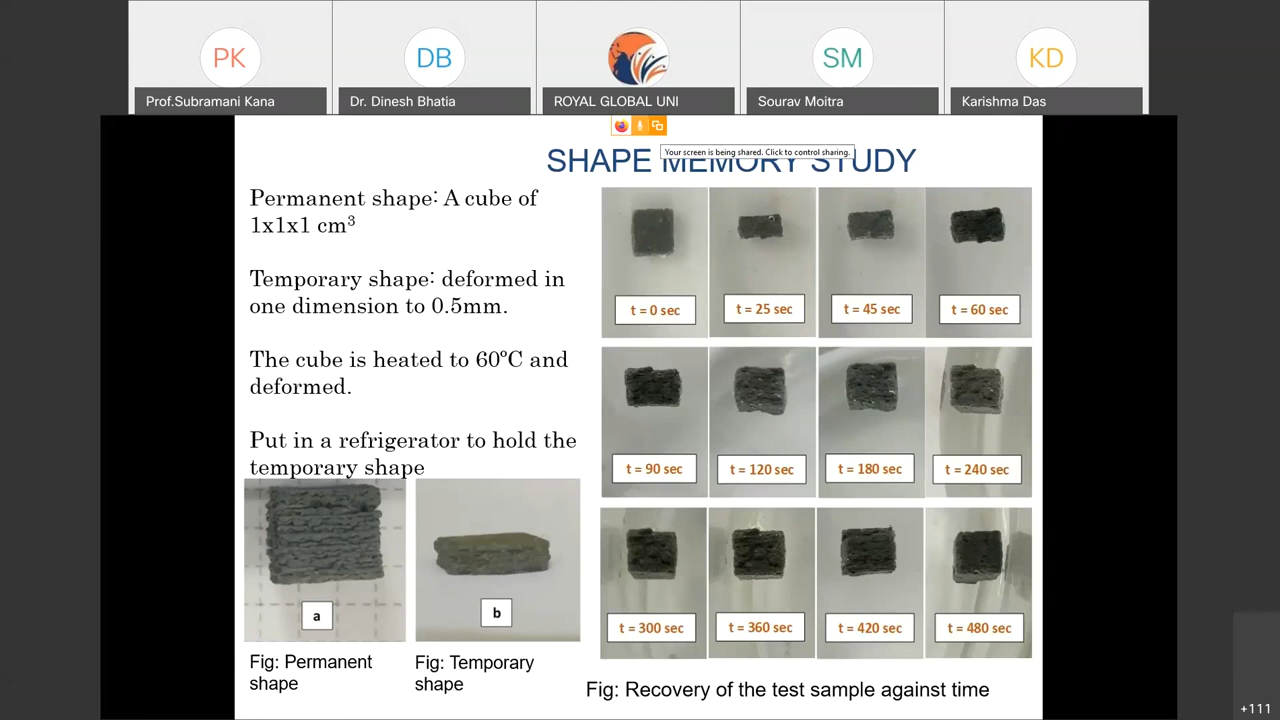 PK
DB
SM
KD
Prof.Subramani Kana
Dr. Dinesh Bhatia
ROYAL GLOBAL UNI
Sourav Moitra
Karishma Das
Your screen is being shared. Click to control sharing.
SHAPE MEMORY STUDY
Permanent shape: A cube of
1x1x1 cm³
Temporary shape: deformed in
one dimension to 0.5mm.
The cube is heated to 60ºC and
deformed.
Put in a refrigerator to hold the
temporary shape
a
b
Fig: Permanent
shape
Fig: Temporary
shape
t = 0 sec
t = 25 sec
t = 45 sec
t = 60 sec
t = 90 sec
t = 120 sec
t = 180 sec
t = 240 sec
t = 300 sec
t = 360 sec
t = 420 sec
t = 480 sec
Fig: Recovery of the test sample against time
+111